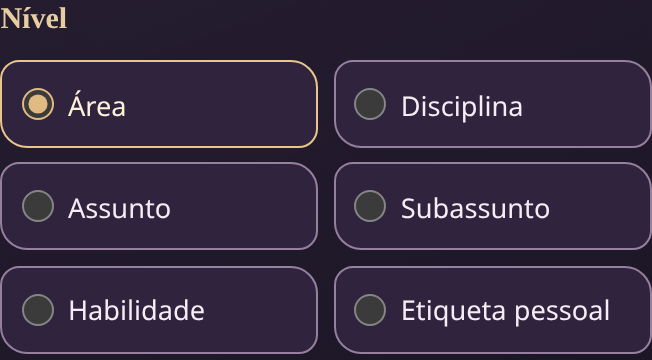 Nível
Área
Disciplina
Assunto
Subassunto
Habilidade
Etiqueta pessoal